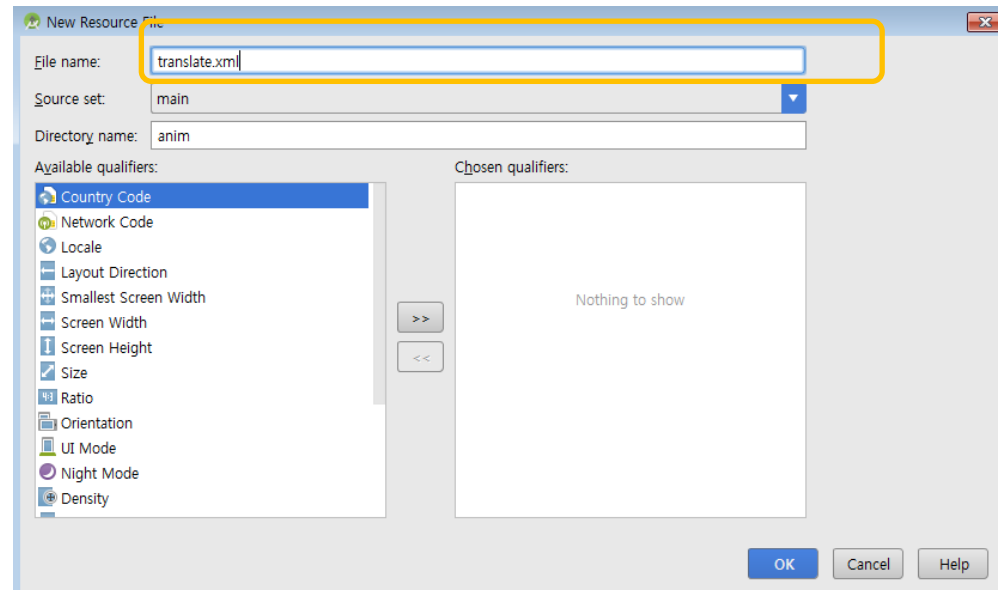 New Resource File
File name: translate.xml
Source set: main
Directory name: anim
Available qualifiers: Chosen qualifiers:
Country Code
Network Code
Locale
Layout Direction
Smallest Screen Width
Screen Width
Screen Height
Size
Ratio
Orientation
UI Mode
Night Mode
Density
>>
<<
Nothing to show
OK Cancel Help